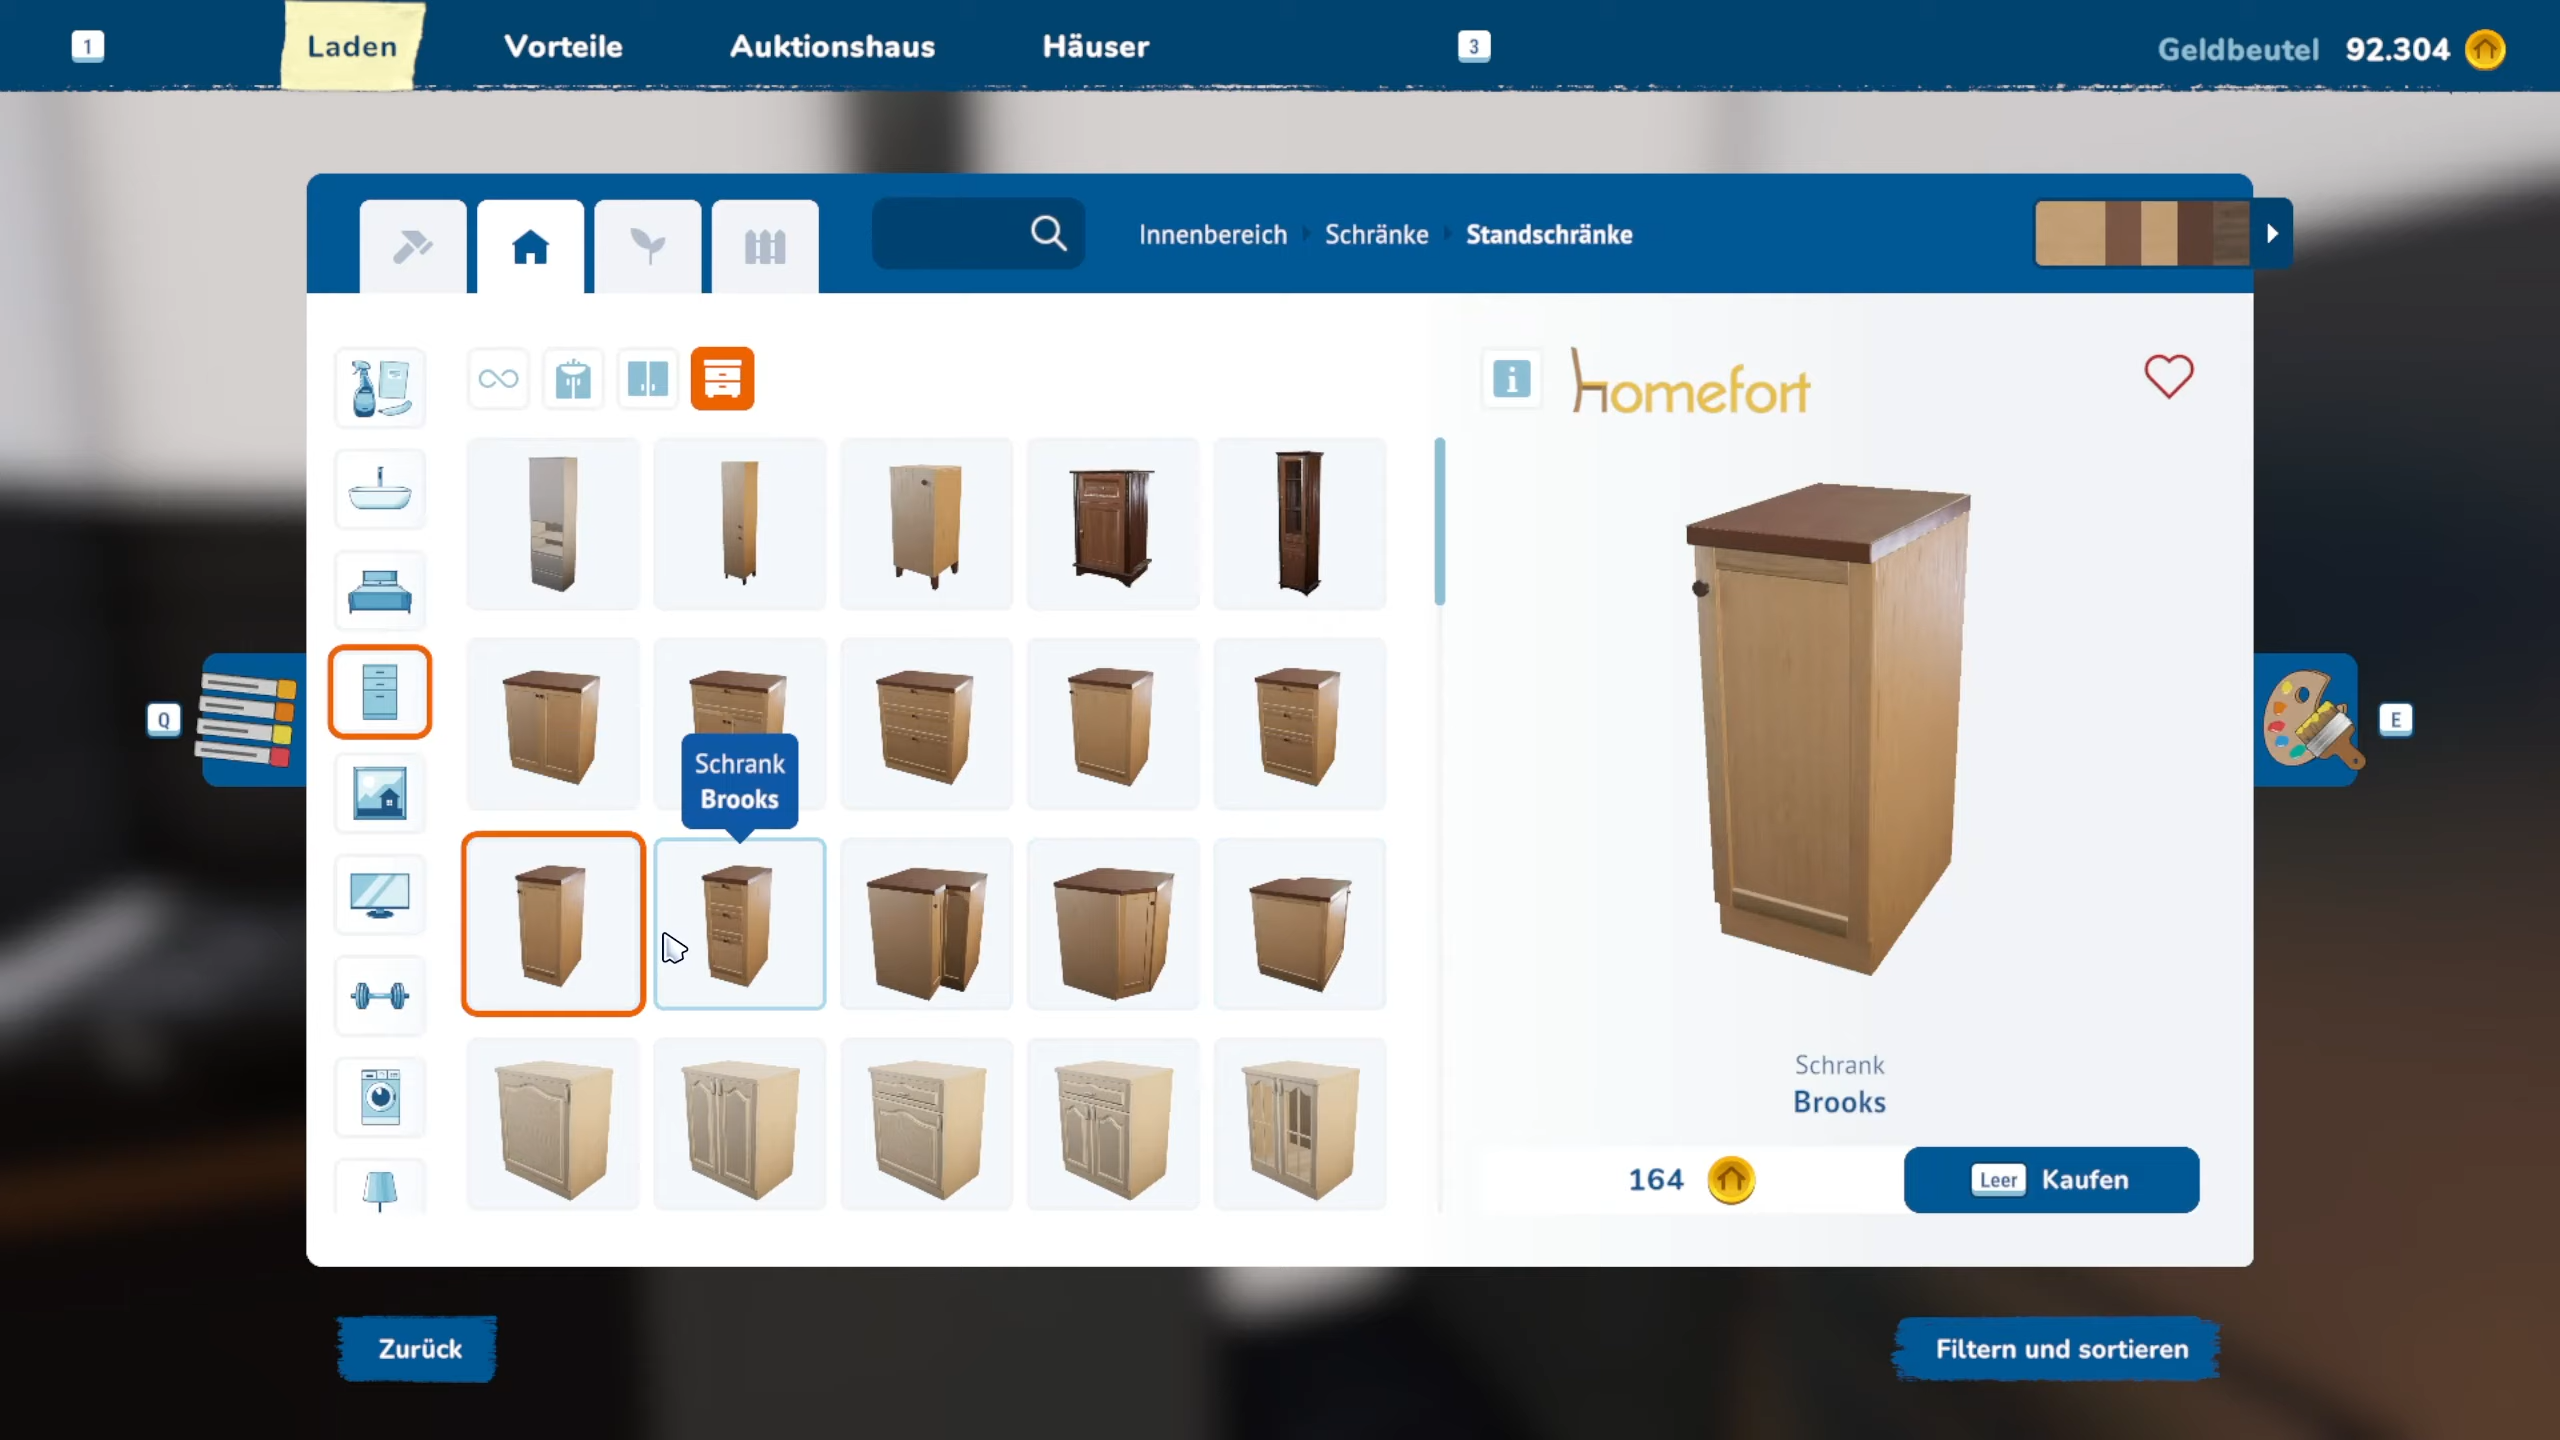 1
Laden
Vorteile
Auktionshaus
Häuser
3
Geldbeutel 92.304
Innenbereich Schränke Standschränke
homefort
Schrank
Brooks
Q
E
Schrank
Brooks
164
Leer Kaufen
Zurück
Filtern und sortieren